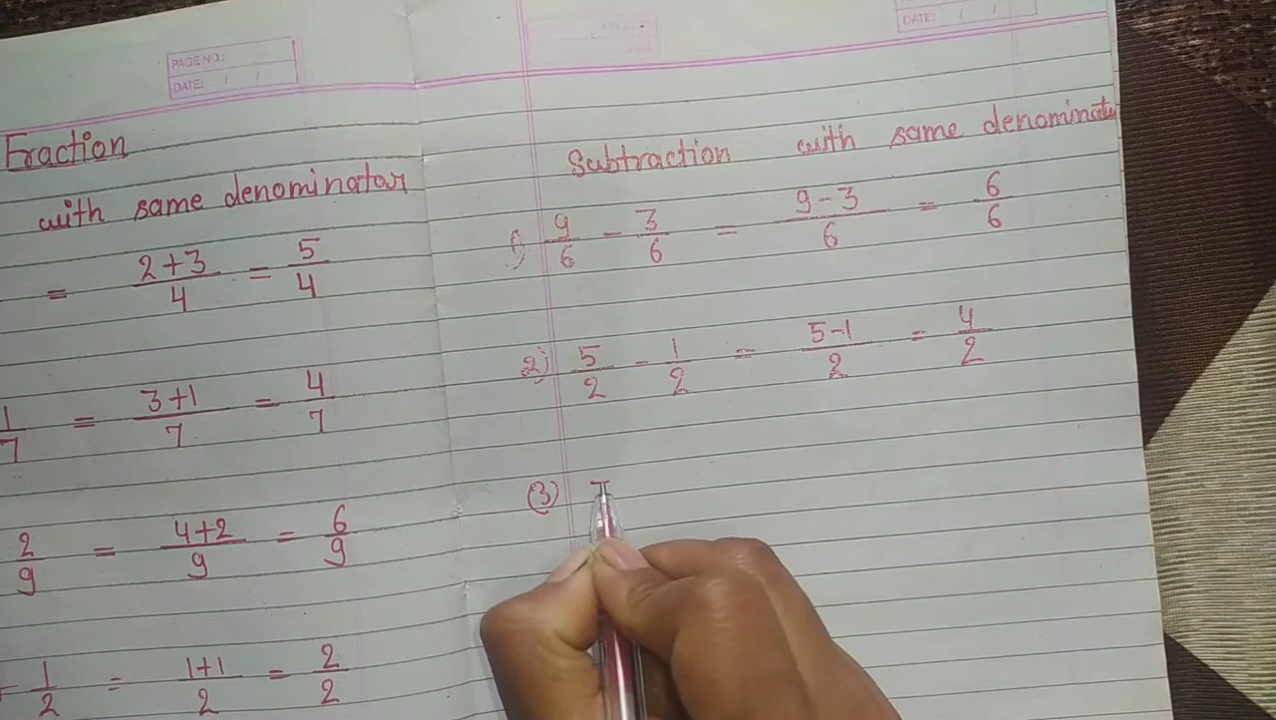 PAGE NO.:
DATE: / /
Fraction
with same denominator
= 2+3/4 = 5/4
1/7 = 3+1/7 = 4/7
2/9 = 4+2/9 = 6/9
1/2 = 1+1/2 = 2/2
DATE: / /
Subtraction with same denominator
1) 9/6 - 3/6 = 9-3/6 = 6/6
2) 5/2 - 1/2 = 5-1/2 = 4/2
(3)